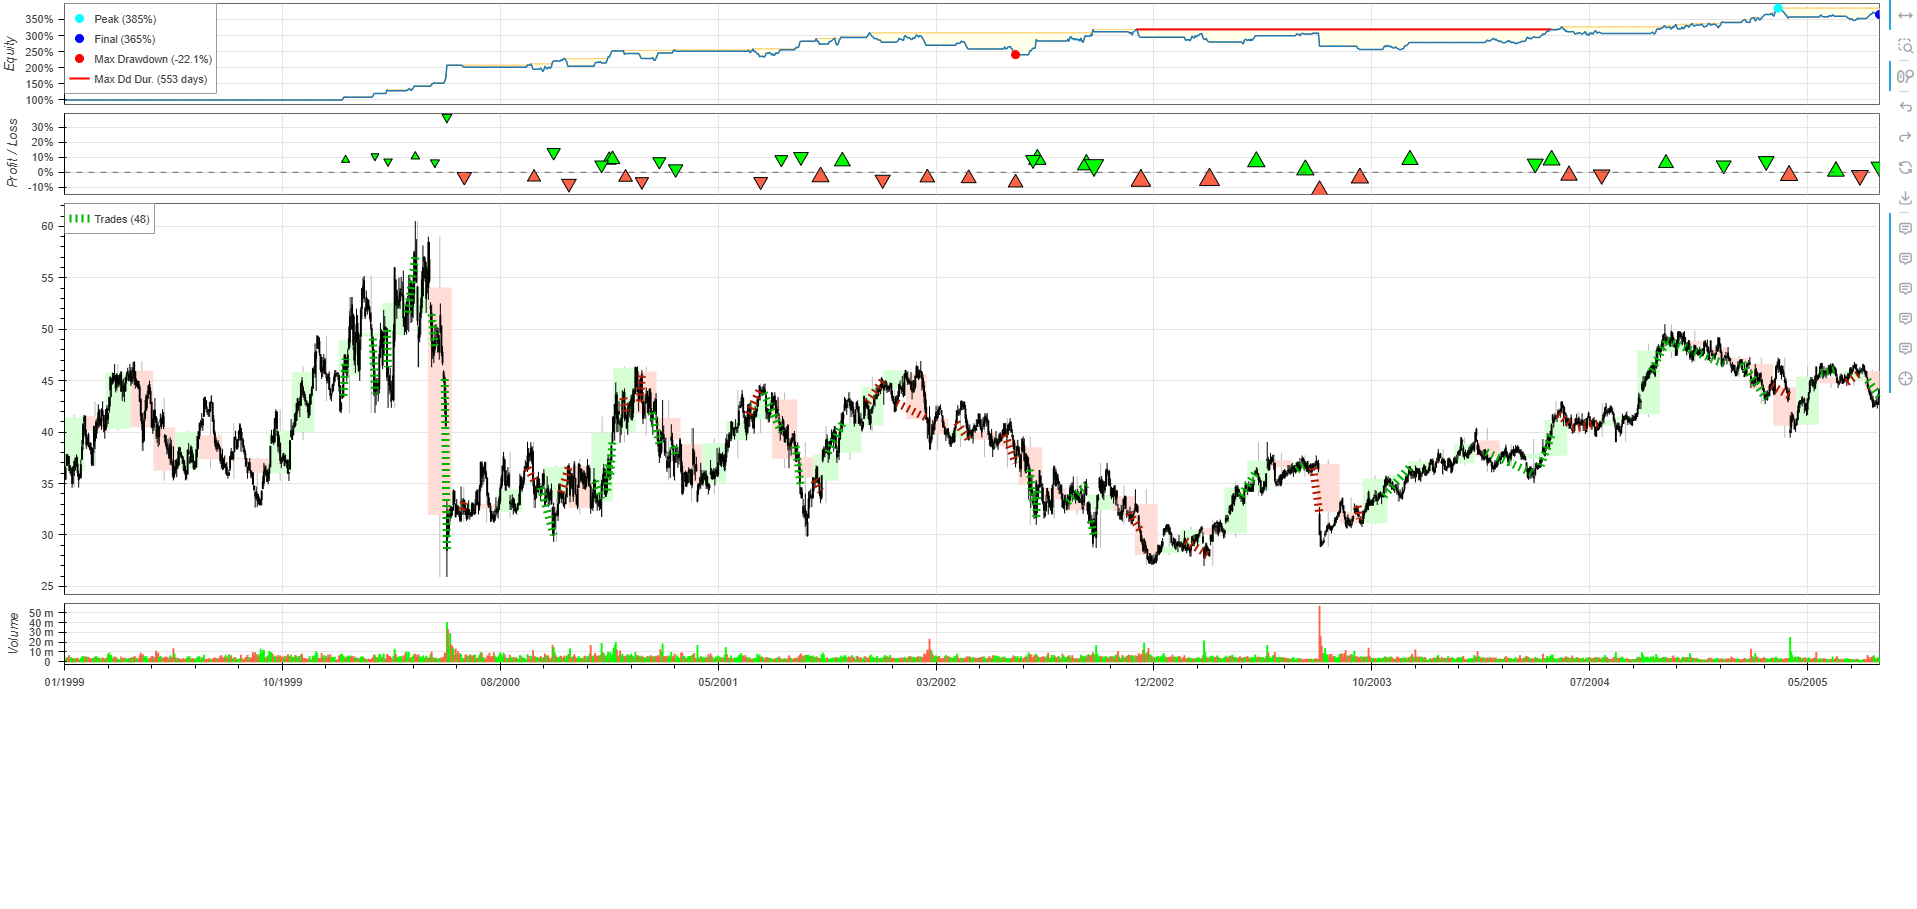 Equity
350%
300%
250%
200%
150%
100%
Peak (385%)
Final (365%)
Max Drawdown (-22.1%)
Max Dd Dur. (553 days)
Profit / Loss
30%
20%
10%
0%
-10%
Trades (48)
60
55
50
45
40
35
30
25
Volume
50 m
40 m
30 m
20 m
10 m
0
01/1999
10/1999
08/2000
05/2001
03/2002
12/2002
10/2003
07/2004
05/2005